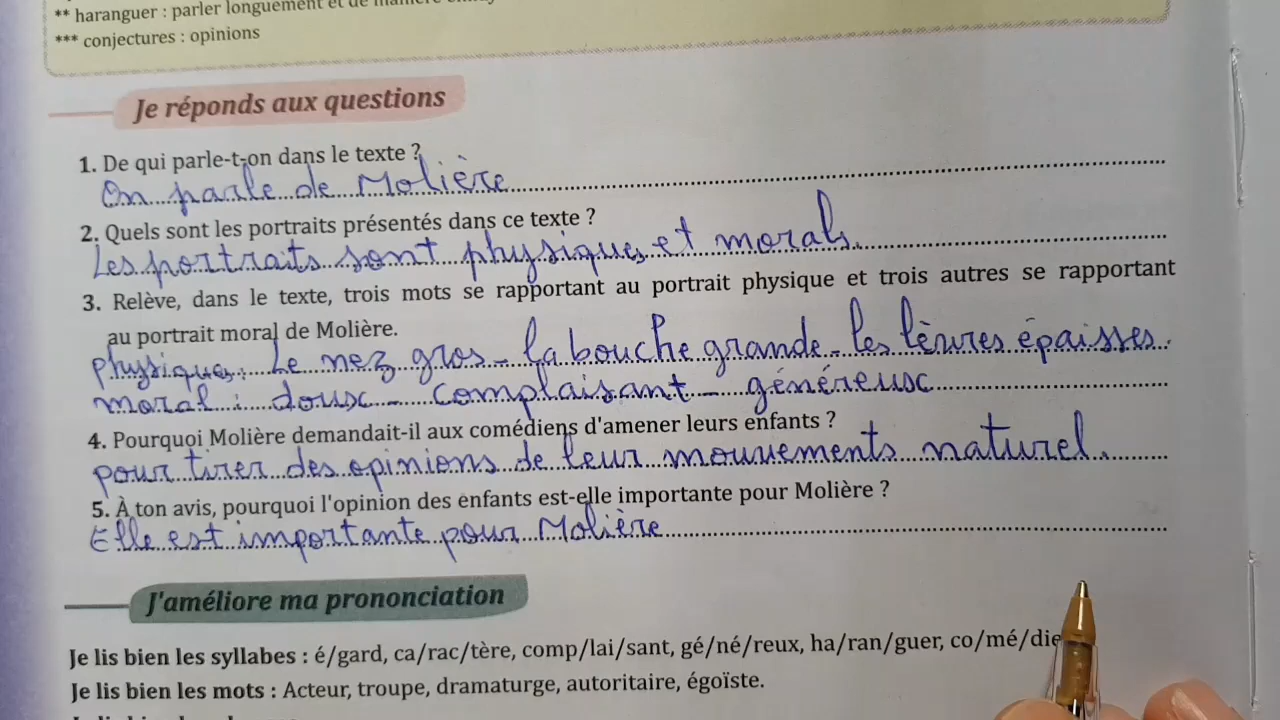 ** haranguer : parler longuement et de
*** conjectures : opinions
Je réponds aux questions
1. De qui parle-t-on dans le texte ?
On parle de Molière
2. Quels sont les portraits présentés dans ce texte ?
Les portraits sont physiques et morals.
3. Relève, dans le texte, trois mots se rapportant au portrait physique et trois autres se rapportant
au portrait moral de Molière.
physiques: Le nez gros - la bouche grande - les lèvres épaisses.
moral : doux - complaisant - généreux
4. Pourquoi Molière demandait-il aux comédiens d'amener leurs enfants ?
pour tirer des opinions de leur mouvements naturel.
5. À ton avis, pourquoi l'opinion des enfants est-elle importante pour Molière ?
Elle est importante pour Molière
J'améliore ma prononciation
Je lis bien les syllabes : é/gard, ca/rac/tère, comp/lai/sant, gé/né/reux, ha/ran/guer, co/mé/die
Je lis bien les mots : Acteur, troupe, dramaturge, autoritaire, égoïste.